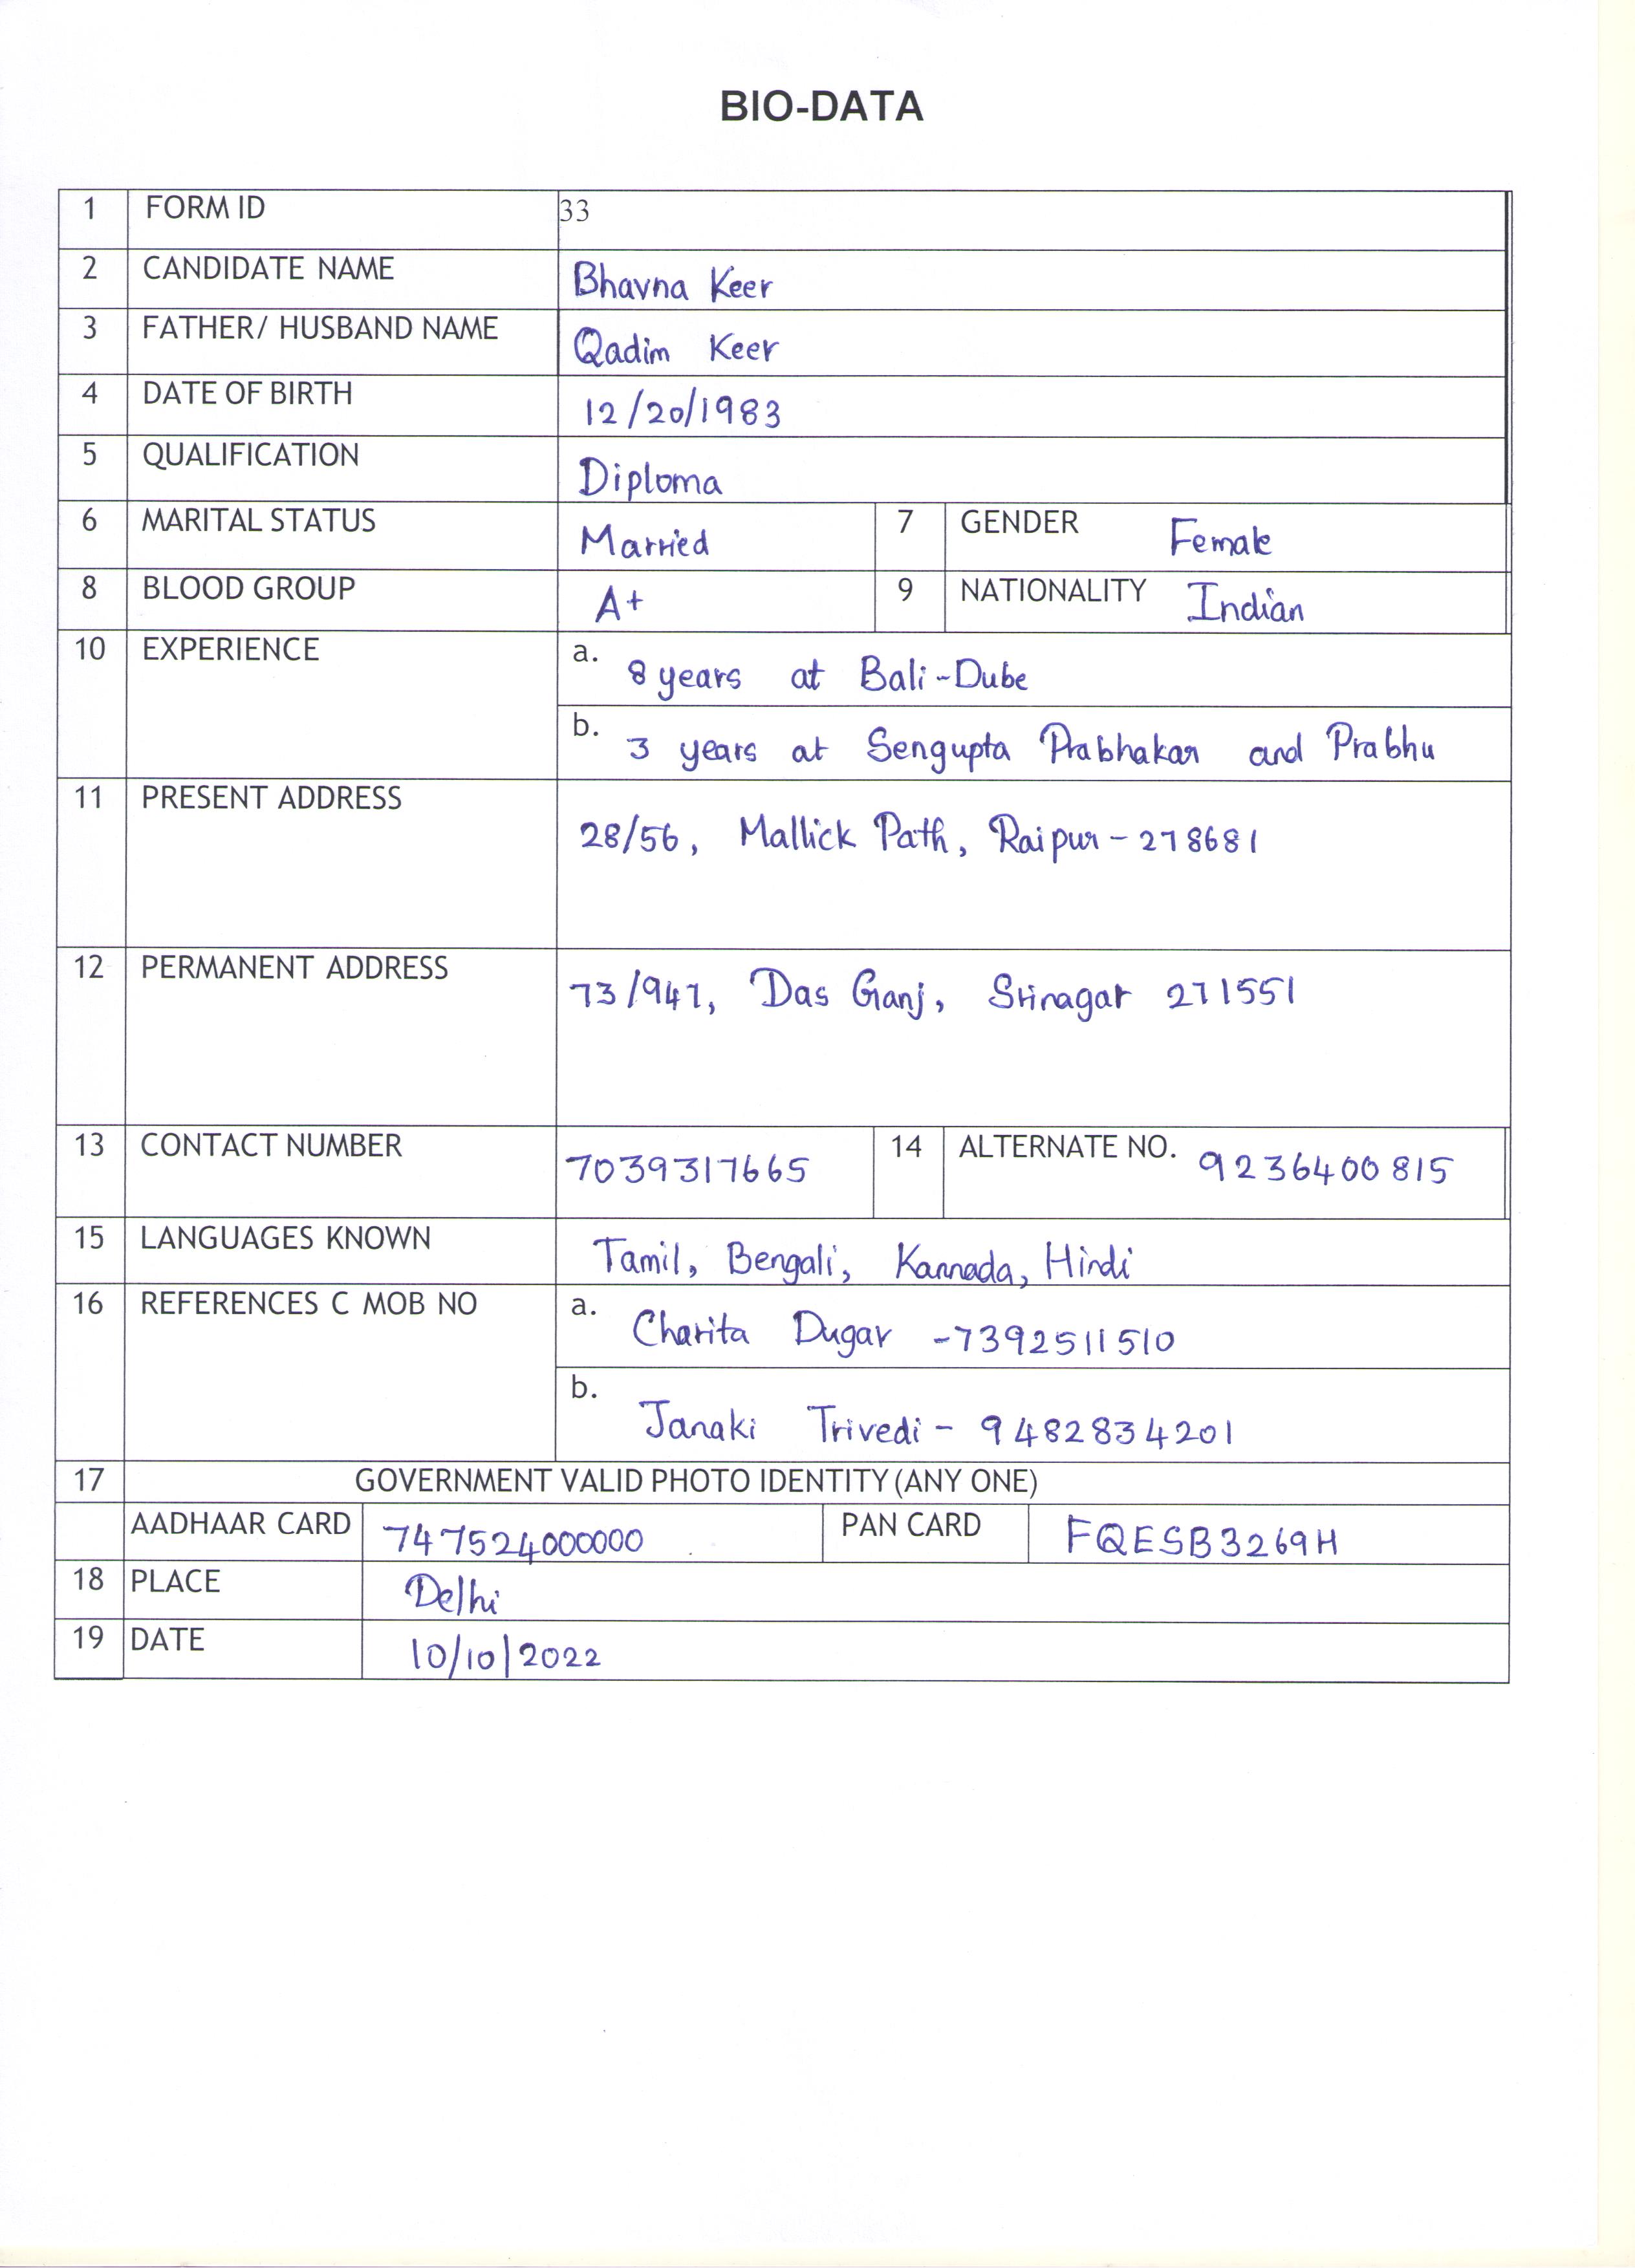 BIO-DATA
1 FORM ID 33
2 CANDIDATE NAME Bhavna Keer
3 FATHER/ HUSBAND NAME Qadim Keer
4 DATE OF BIRTH 12/20/1983
5 QUALIFICATION Diploma
6 MARITAL STATUS Married 7 GENDER Female
8 BLOOD GROUP A+ 9 NATIONALITY Indian
10 EXPERIENCE a. 8 years at Bali-Dube
b. 3 years at Sengupta Prabhakar and Prabhu
11 PRESENT ADDRESS 28/56, Mallick Path, Raipur-278681
12 PERMANENT ADDRESS 73/947, Das Ganj, Srinagar 271551
13 CONTACT NUMBER 7039317665 14 ALTERNATE NO. 9236400815
15 LANGUAGES KNOWN Tamil, Bengali, Kannada, Hindi
16 REFERENCES C MOB NO a. Charita Dugar -7392511510
b. Janaki Trivedi- 9482834201
17 GOVERNMENT VALID PHOTO IDENTITY(ANY ONE)
AADHAAR CARD 747524000000 PAN CARD FQESB3269H
18 PLACE Delhi
19 DATE 10/10/2022